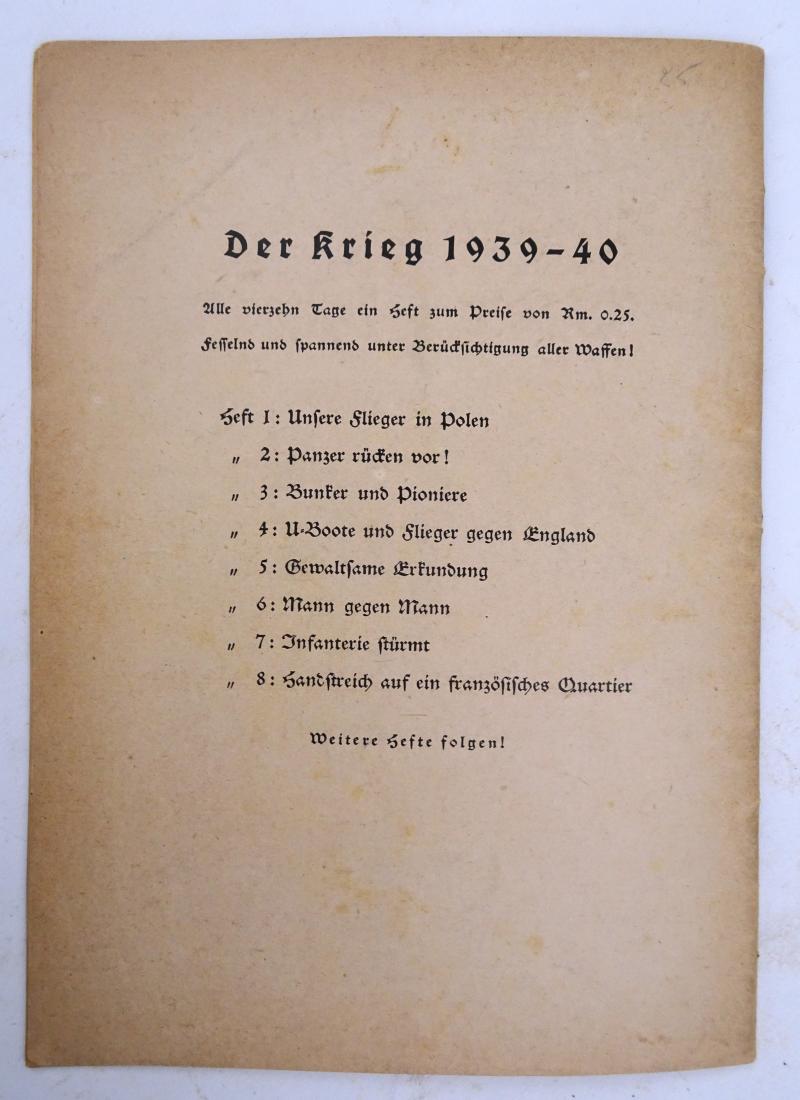 Der Krieg 1939-40
Alle vierzehn Tage ein Heft zum Preise von Rm. 0.25.
Fesselnd und spannend unter Berücksichtigung aller Waffen!
Heft 1: Unsere Flieger in Polen
„ 2: Panzer rücken vor!
„ 3: Bunker und Pioniere
„ 4: U-Boote und Flieger gegen England
„ 5: Gewaltsame Erkundung
„ 6: Mann gegen Mann
„ 7: Infanterie stürmt
„ 8: Handstreich auf ein französisches Quartier
Weitere Hefte folgen!